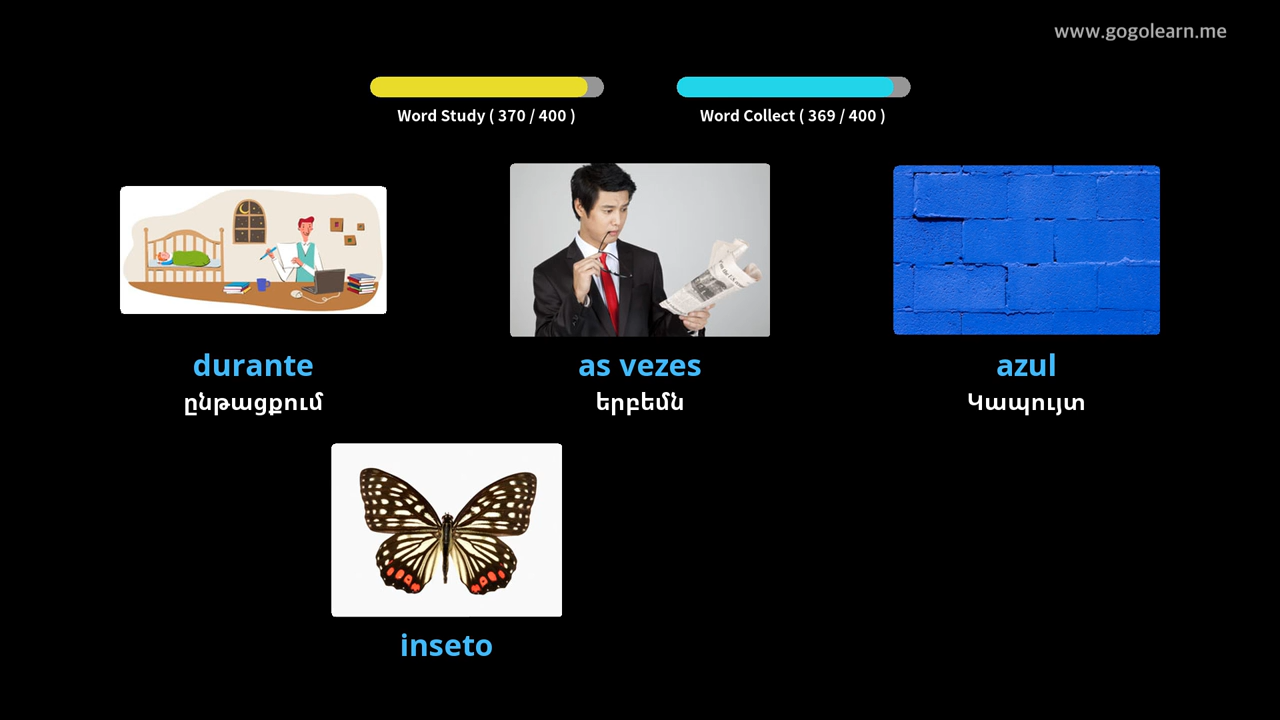 www.gogolearn.me
Word Study ( 370 / 400 )
Word Collect ( 369 / 400 )
durante
as vezes
azul
ընթացքում
երբեմն
Կապույտ
inseto